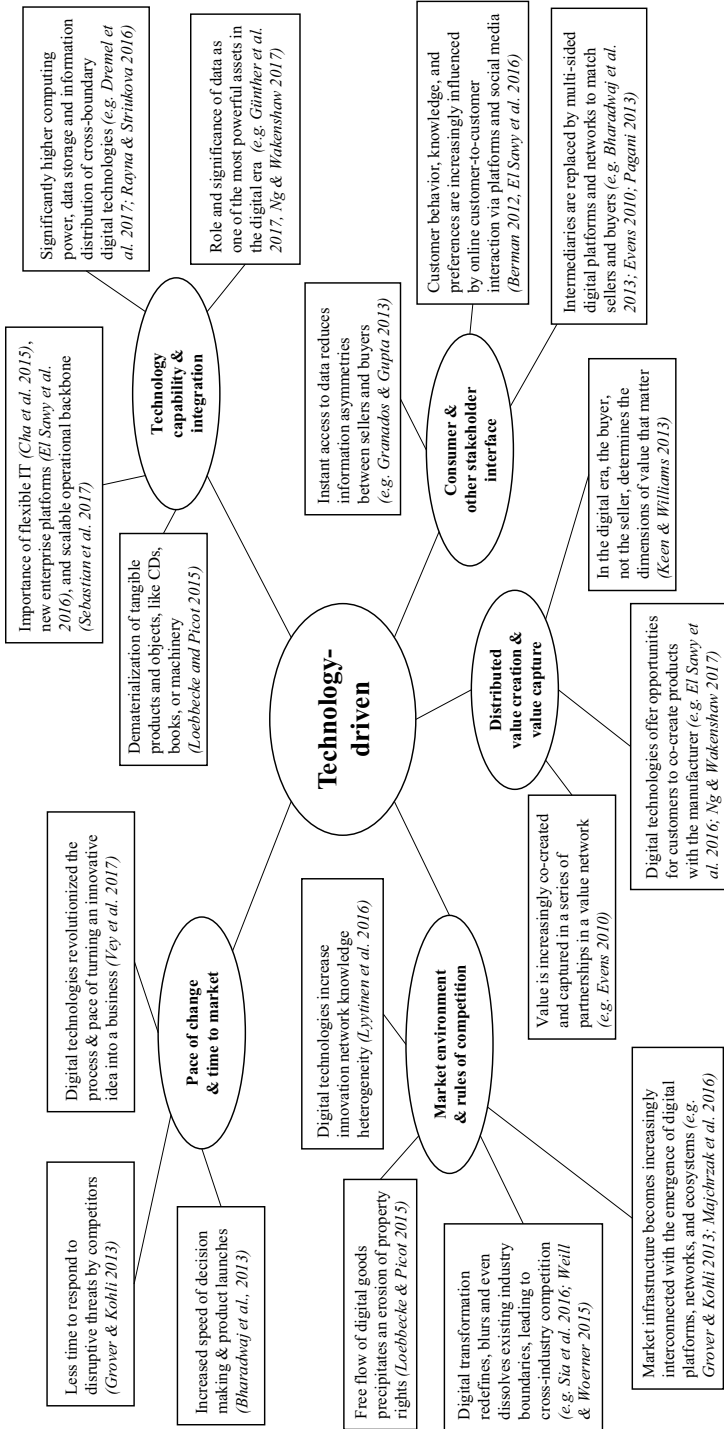 Less time to respond to
disruptive threats by competitors
(Grover & Kohli 2013)
Digital technologies revolutionized the
process & pace of turning an innovative
idea into a business (Vey et al. 2017)
Increased speed of decision
making & product launches
(Bharadwaj et al., 2013)
Pace of change
& time to market
Importance of flexible IT (Cha et al. 2015),
new enterprise platforms (El Sawy et al.
2016), and scalable operational backbone
(Sebastian et al. 2017)
Significantly higher computing
power, data storage and information
distribution of cross-boundary
digital technologies (e.g. Dremel et
al. 2017; Rayna & Striukova 2016)
Dematerialization of tangible
products and objects, like CDs,
books, or machinery
(Loebbecke and Picot 2015)
Technology
capability &
integration
Role and significance of data as
one of the most powerful assets in
the digital era (e.g. Günther et al.
2017, Ng & Wakenshaw 2017)
Technology-
driven
Free flow of digital goods
precipitates an erosion of property
rights (Loebbecke & Picot 2015)
Digital technologies increase
innovation network knowledge
heterogeneity (Lyytinen et al. 2016)
Market environment
& rules of competition
Digital transformation
redefines, blurs and even
dissolves existing industry
boundaries, leading to
cross-industry competition
(e.g. Sia et al. 2016; Weill
& Woerner 2015)
Market infrastructure becomes increasingly
interconnected with the emergence of digital
platforms, networks, and ecosystems (e.g.
Grover & Kohli 2013; Majchrzak et al. 2016)
Distributed
value creation &
value capture
Value is increasingly co-created
and captured in a series of
partnerships in a value network
(e.g. Evens 2010)
Digital technologies offer opportunities
for customers to co-create products
with the manufacturer (e.g. El Sawy et
al. 2016; Ng & Wakenshaw 2017)
In the digital era, the buyer,
not the seller, determines the
dimensions of value that matter
(Keen & Williams 2013)
Instant access to data reduces
information asymmetries
between sellers and buyers
(e.g. Granados & Gupta 2013)
Consumer &
other stakeholder
interface
Customer behavior, knowledge, and
preferences are increasingly influenced
by online customer-to-customer
interaction via platforms and social media
(Berman 2012, El Sawy et al. 2016)
Intermediaries are replaced by multi-sided
digital platforms and networks to match
sellers and buyers (e.g. Bharadwaj et al.
2013; Evens 2010; Pagani 2013)